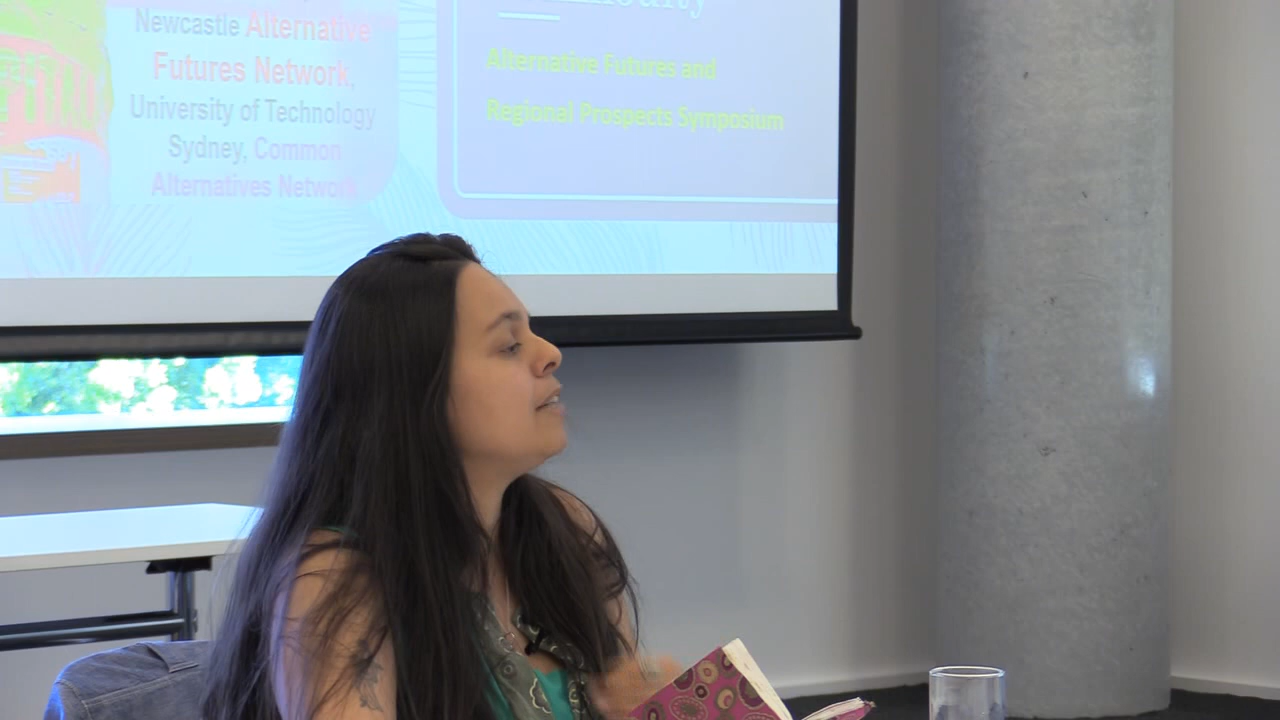 Newcastle Alternative
Futures Network,
University of Technology
Sydney, Common
Alternatives Network
Alternative Futures and
Regional Prospects Symposium